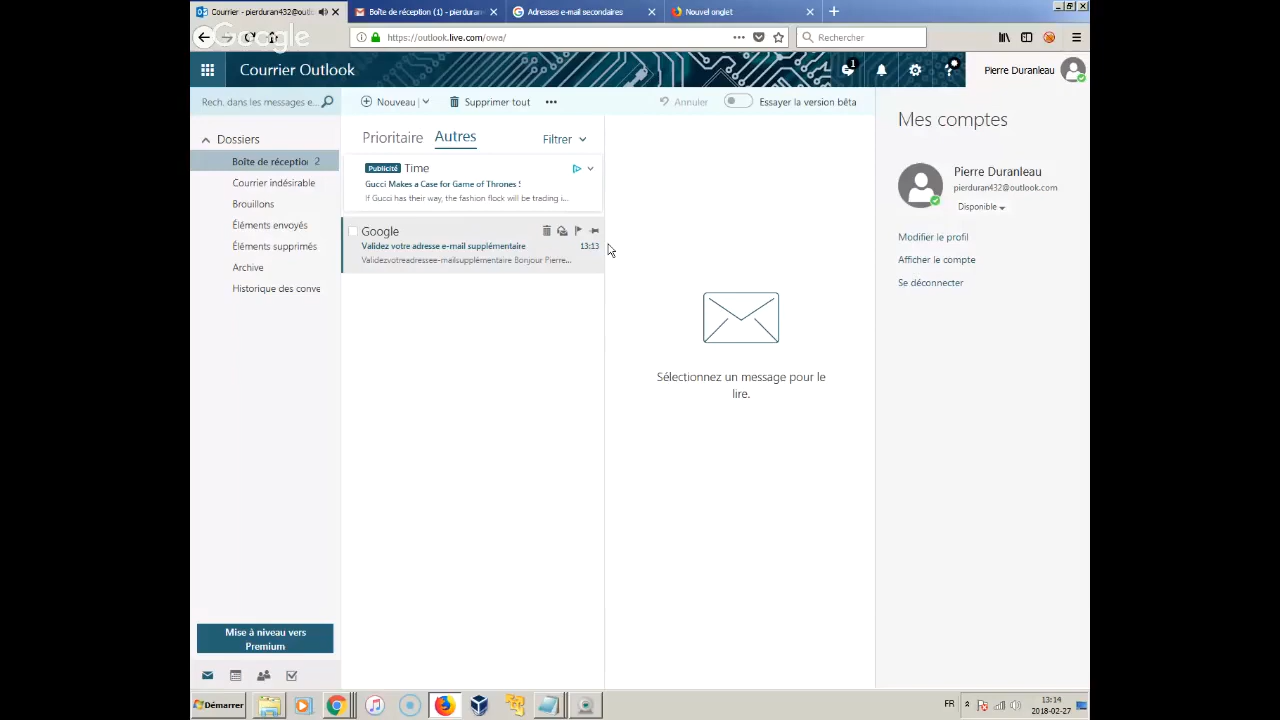 Courrier - pierduran432@outl
Boîte de réception (1) - pierduran
Adresses e-mail secondaires
Nouvel onglet
Google
https://outlook.live.com/owa/
Rechercher
Courrier Outlook
1
Pierre Duranleau
Rech. dans les messages e...
Nouveau
Supprimer tout
Annuler
Essayer la version bêta
Dossiers
Boîte de réception 2
Courrier indésirable
Brouillons
Éléments envoyés
Éléments supprimés
Archive
Historique des conve
Mise à niveau vers
Premium
Prioritaire
Autres
Filtrer
Publicité Time
Gucci Makes a Case for Game of Thrones
If Gucci has their way, the fashion flock will be trading i...
Google
Validez votre adresse e-mail supplémentaire 13:13
Validezvotreadressee-mailsupplémentaire Bonjour Pierre...
Sélectionnez un message pour le
lire.
Mes comptes
Pierre Duranleau
pierduran432@outlook.com
Disponible
Modifier le profil
Afficher le compte
Se déconnecter
Démarrer
FR
13:14
2018-02-27